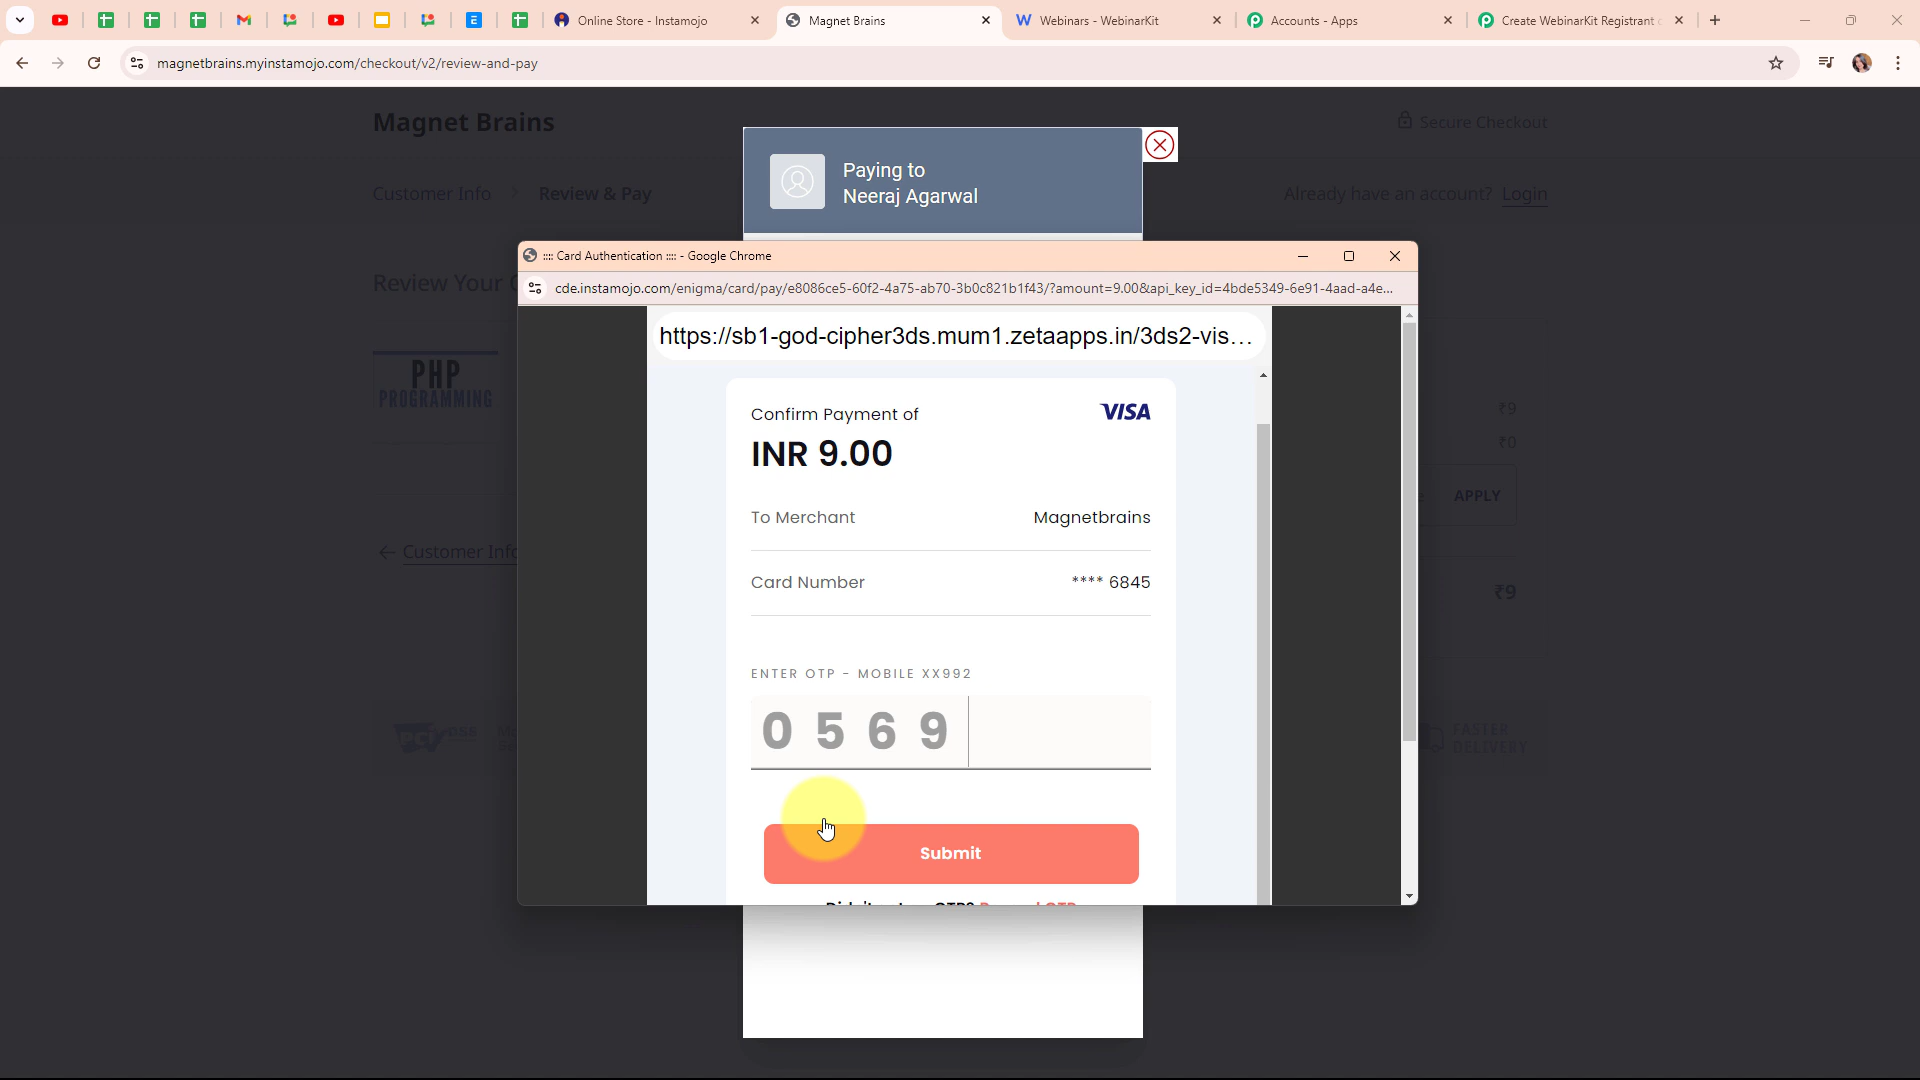 Online Store - Instamojo
Magnet Brains
Webinars - WebinarKit
Accounts - Apps
Create WebinarKit Registrant
magnetbrains.myinstamojo.com/checkout/v2/review-and-pay
Magnet Brains
Secure Checkout
Paying to
Neeraj Agarwal
Customer Info > Review & Pay
Already have an account? Login
:::: Card Authentication :::: - Google Chrome
Review Your
cde.instamojo.com/enigma/card/pay/e8086ce5-60f2-4a75-ab70-3b0c821b1f43/?amount=9.00&api_key_id=4bde5349-6e91-4aad-a4e...
https://sb1-god-cipher3ds.mum1.zetaapps.in/3ds2-vis...
PHP
PROGRAMMING
Confirm Payment of
VISA
INR 9.00
₹9
₹0
APPLY
To Merchant
Magnetbrains
← Customer Info
Card Number
**** 6845
₹9
ENTER OTP - MOBILE XX992
0 5 6 9
PCI DSS
FASTER
DELIVERY
Submit